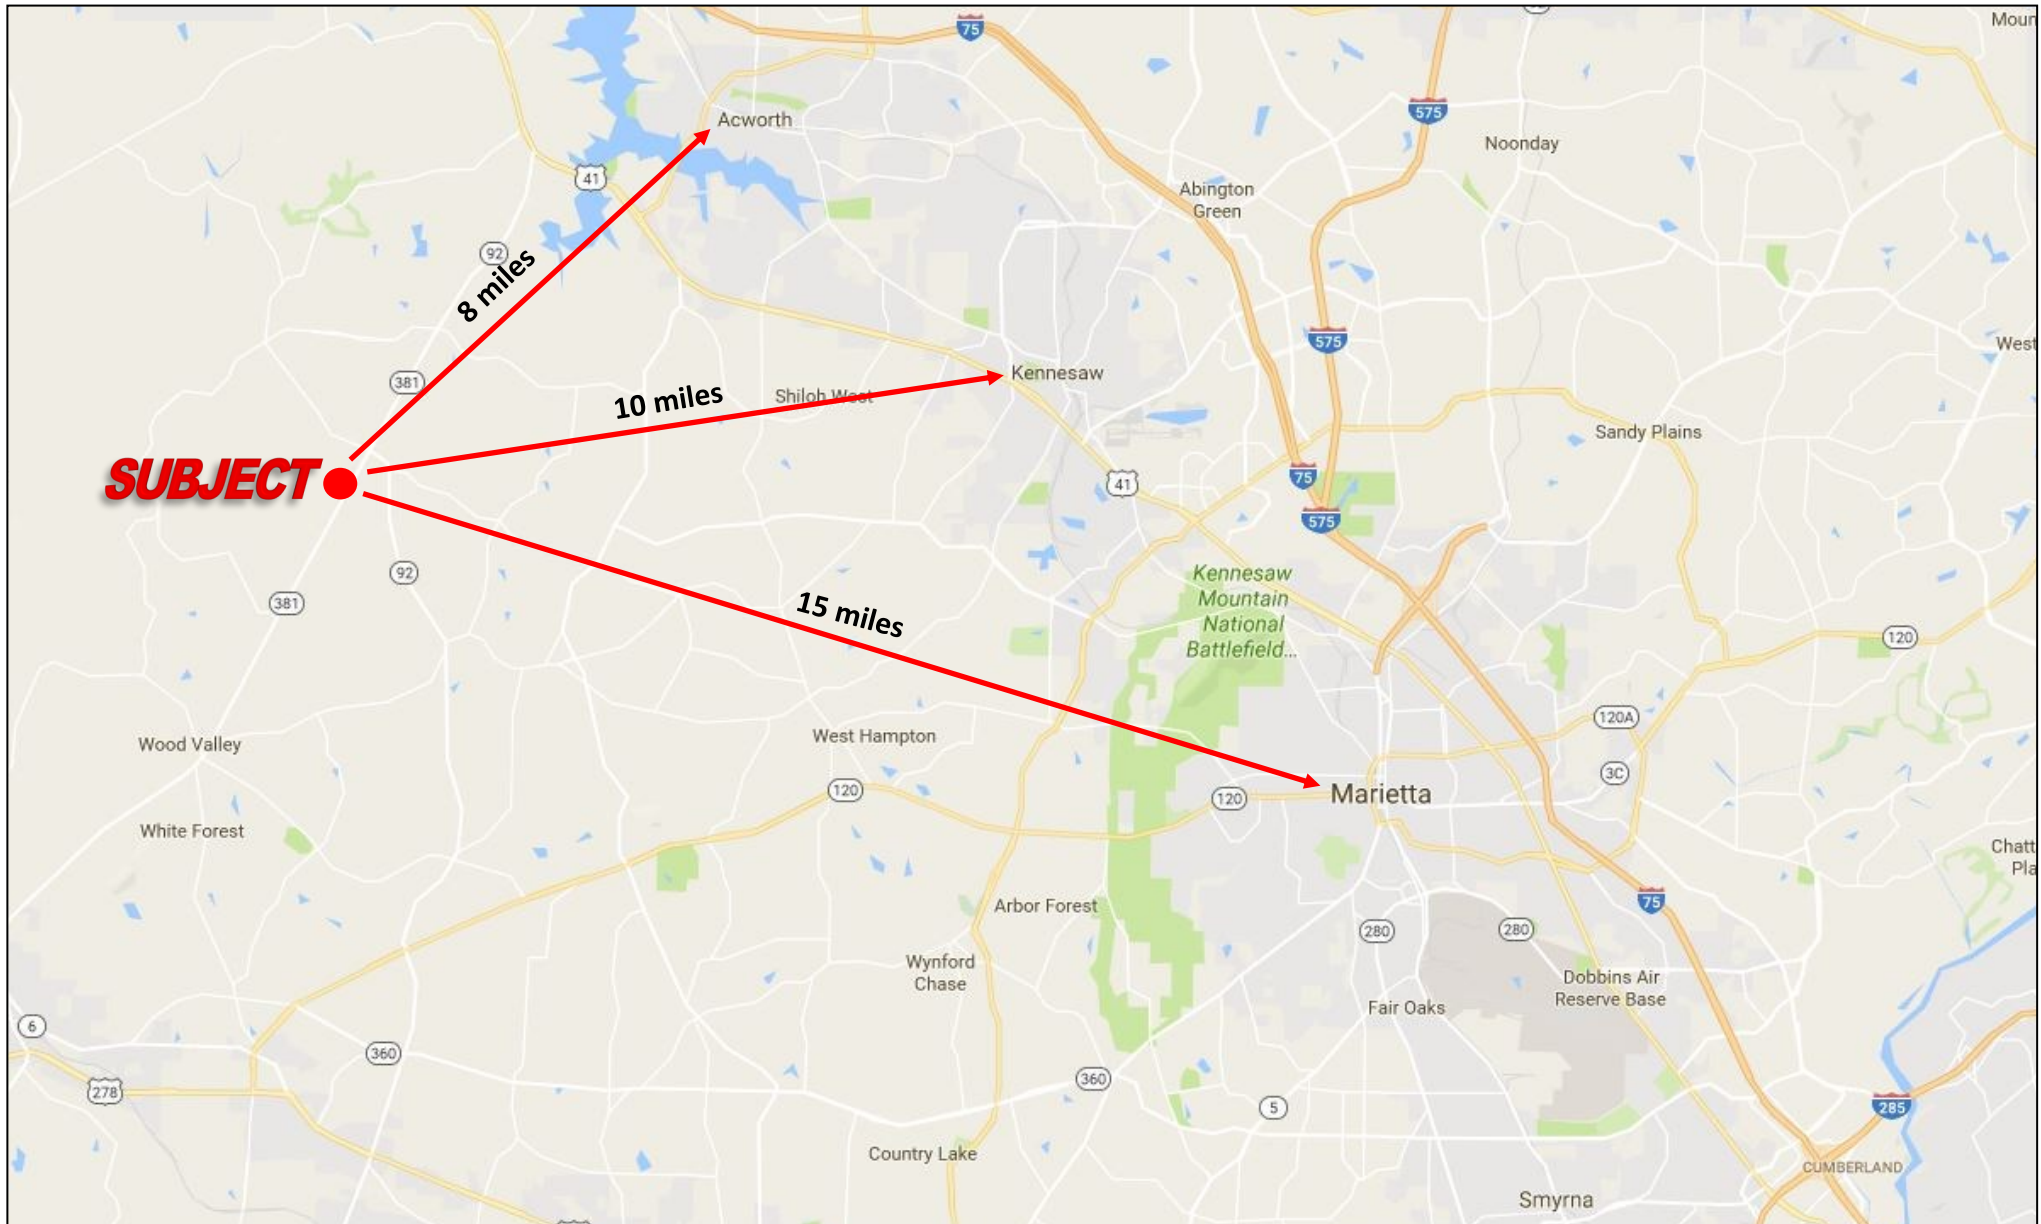 Moun
75
Acworth
575
Noonday
41
Abington
Green
92
8 miles
575
West
381
Kennesaw
10 miles
Shiloh West
Sandy Plains
SUBJECT
75
41
575
92
Kennesaw
Mountain
National
Battlefield...
381
15 miles
120
120A
Wood Valley
West Hampton
3C
120
120
Marietta
White Forest
Chatt
Pla
75
Arbor Forest
280
280
Wynford
Chase
Dobbins Air
Reserve Base
Fair Oaks
6
360
360
278
5
285
Country Lake
CUMBERLAND
Smyrna